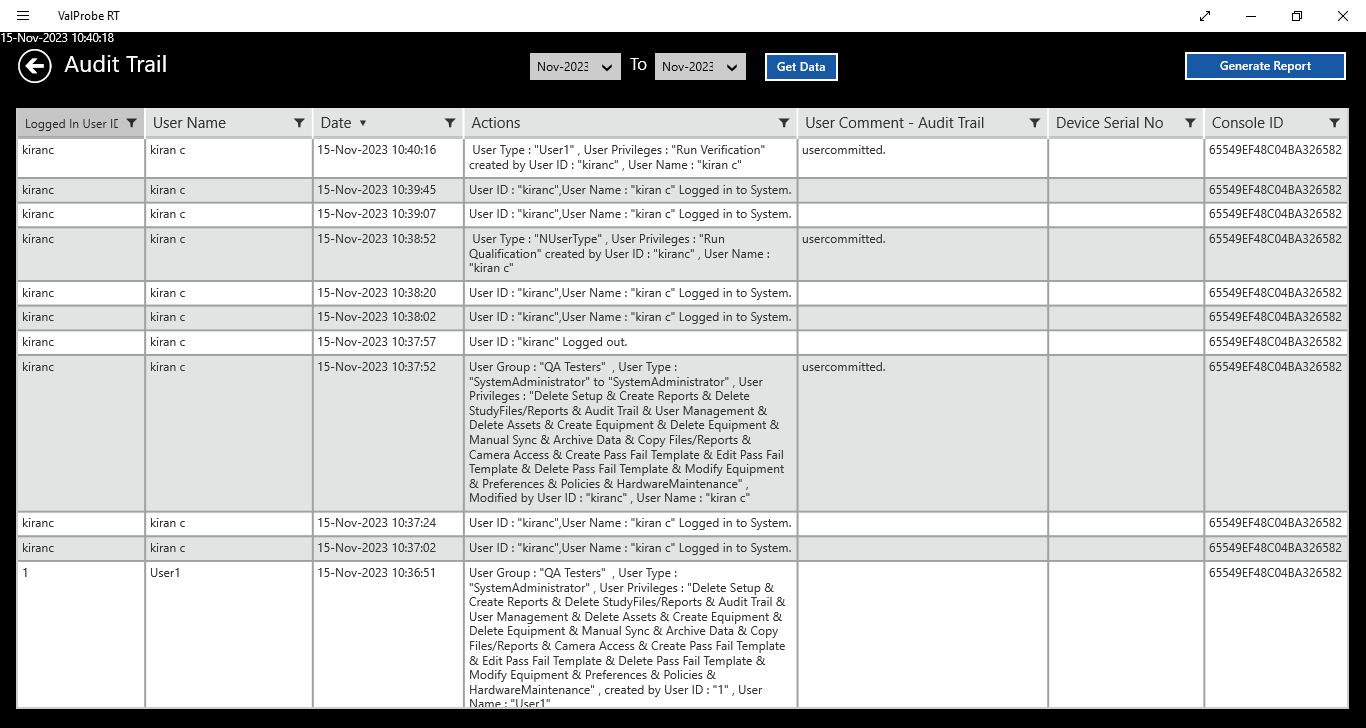 ValProbe RT
15-Nov-2023 10:40:18
Audit Trail
Nov-2023
To
Nov-2023
Get Data
Generate Report
Logged In User ID
User Name
Date
Actions
User Comment - Audit Trail
Device Serial No
Console ID
kiranc
kiran c
15-Nov-2023 10:40:16
User Type : "User1" , User Privileges : "Run Verification"
created by User ID : "kiranc" , User Name : "kiran c"
usercommitted.
65549EF48C04BA326582
kiranc
kiran c
15-Nov-2023 10:39:45
User ID : "kiranc",User Name : "kiran c" Logged in to System.
65549EF48C04BA326582
kiranc
kiran c
15-Nov-2023 10:39:07
User ID : "kiranc",User Name : "kiran c" Logged in to System.
65549EF48C04BA326582
kiranc
kiran c
15-Nov-2023 10:38:52
User Type : "NUserType" , User Privileges : "Run
Qualification" created by User ID : "kiranc" , User Name :
"kiran c"
usercommitted.
65549EF48C04BA326582
kiranc
kiran c
15-Nov-2023 10:38:20
User ID : "kiranc",User Name : "kiran c" Logged in to System.
65549EF48C04BA326582
kiranc
kiran c
15-Nov-2023 10:38:02
User ID : "kiranc",User Name : "kiran c" Logged in to System.
65549EF48C04BA326582
kiranc
kiran c
15-Nov-2023 10:37:57
User ID : "kiranc" Logged out.
65549EF48C04BA326582
kiranc
kiran c
15-Nov-2023 10:37:52
User Group : "QA Testers" , User Type :
"SystemAdministrator" to "SystemAdministrator" , User
Privileges : "Delete Setup & Create Reports & Delete
StudyFiles/Reports & Audit Trail & User Management &
Delete Assets & Create Equipment & Delete Equipment &
Manual Sync & Archive Data & Copy Files/Reports &
Camera Access & Create Pass Fail Template & Edit Pass Fail
Template & Delete Pass Fail Template & Modify Equipment
& Preferences & Policies & HardwareMaintenance" ,
Modified by User ID : "kiranc" , User Name : "kiran c"
usercommitted.
65549EF48C04BA326582
kiranc
kiran c
15-Nov-2023 10:37:24
User ID : "kiranc",User Name : "kiran c" Logged in to System.
65549EF48C04BA326582
kiranc
kiran c
15-Nov-2023 10:37:02
User ID : "kiranc",User Name : "kiran c" Logged in to System.
65549EF48C04BA326582
1
User1
15-Nov-2023 10:36:51
User Group : "QA Testers" , User Type :
"SystemAdministrator" , User Privileges : "Delete Setup &
Create Reports & Delete StudyFiles/Reports & Audit Trail &
User Management & Delete Assets & Create Equipment &
Delete Equipment & Manual Sync & Archive Data & Copy
Files/Reports & Camera Access & Create Pass Fail Template
& Edit Pass Fail Template & Delete Pass Fail Template &
Modify Equipment & Preferences & Policies &
HardwareMaintenance" , created by User ID : "1" , User
Name : "User1"
65549EF48C04BA326582